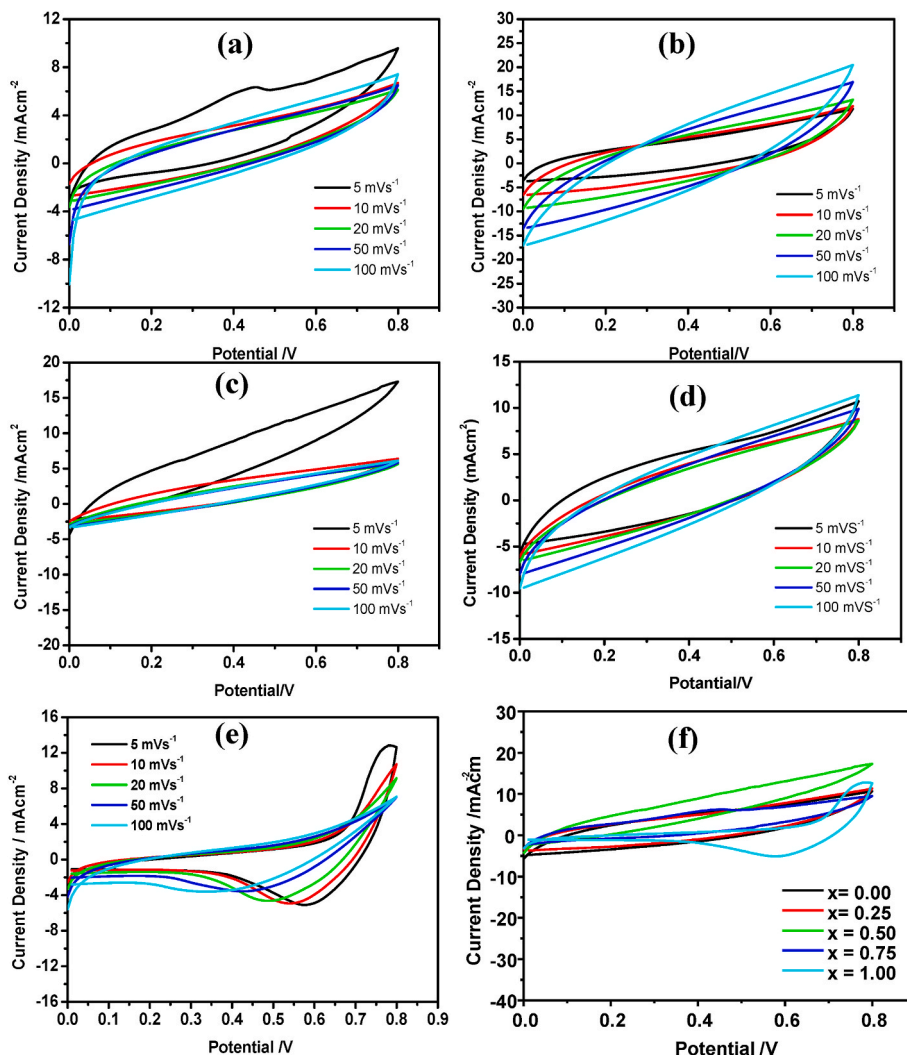 (a)
Current Density /mAcm-2
10
8
4
0
-4
-8
-12
0.0 0.2 0.4 0.6 0.8
Potential/V
5 mVs-1
10 mVs-1
20 mVs-1
50 mVs-1
100 mVs-1
(b)
Current Denisty /mAcm-2
30
25
20
15
10
5
0
-5
-10
-15
-20
-25
-30
0.0 0.2 0.4 0.6 0.8
Potential/V
5 mVs-1
10 mVs-1
20 mVs-1
50 mVs-1
100 mVs-1
(c)
Current Density /mAcm2
20
15
10
5
0
-5
-10
-15
-20
0.0 0.2 0.4 0.6 0.8
Potential/V
5 mVs-1
10 mVs-1
20 mVs-1
50 mVs-1
100 mVs-1
(d)
Current Density (mAcm2)
15
10
5
0
-5
-10
-15
0.0 0.2 0.4 0.6 0.8
Potantial/V
5 mVS-1
10 mVS-1
20 mVS-1
50 mVS-1
100 mVS-1
(e)
Current Density / mAcm-2
16
12
8
4
0
-4
-8
-12
-16
0.0 0.1 0.2 0.3 0.4 0.5 0.6 0.7 0.8 0.9
Potential /V
5 mVs-1
10 mVs-1
20 mVs-1
50 mVs-1
100 mVs-1
(f)
Current Density /mAcm-2m
30
20
10
0
-10
-20
-30
-40
0.0 0.2 0.4 0.6 0.8
Potential /V
x= 0.00
x= 0.25
x = 0.50
x = 0.75
x = 1.00